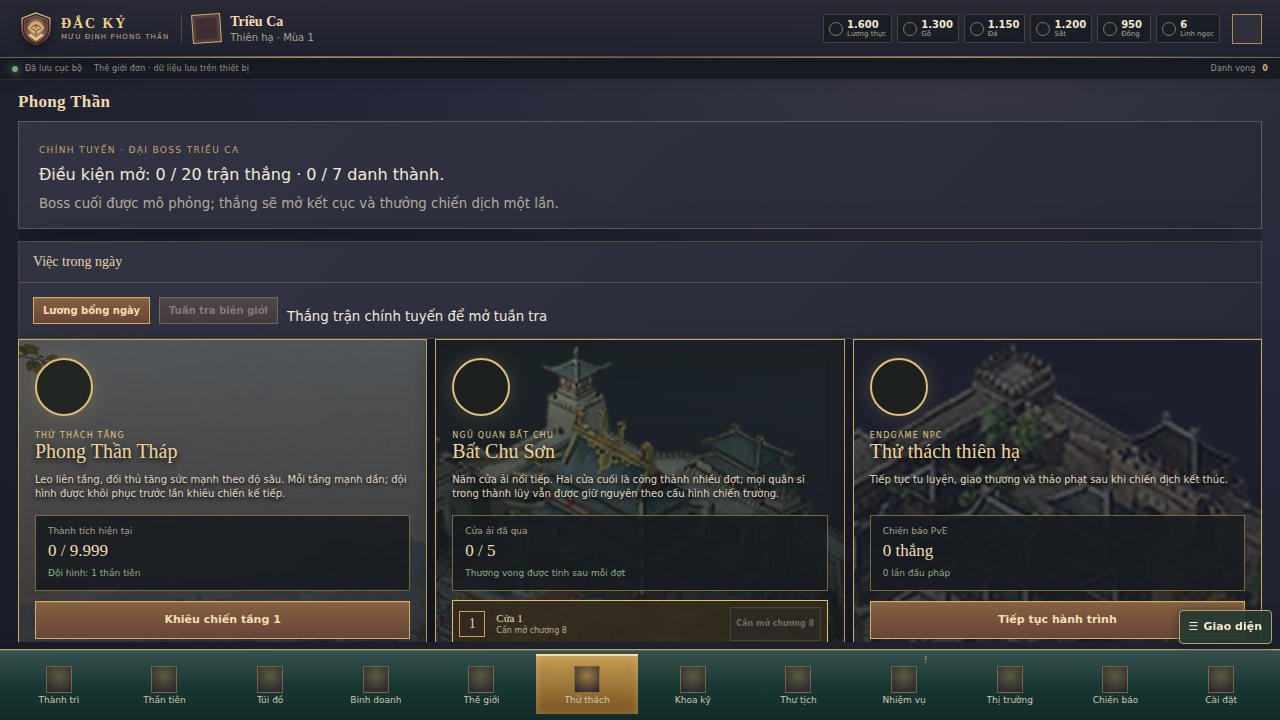 ĐẮC KỶ
MƯU ĐỊNH PHONG THẦN
Triều Ca
Thiên hạ · Mùa 1
1.600
Lương thực
1.300
Gỗ
1.150
Đá
1.200
Sắt
950
Đồng
6
Linh ngọc
Đã lưu cục bộ
Thế giới đơn · dữ liệu lưu trên thiết bị
Danh vọng 0
Phong Thần
CHÍNH TUYẾN · ĐẠI BOSS TRIỀU CA
Điều kiện mở: 0 / 20 trận thắng · 0 / 7 danh thành.
Boss cuối được mô phỏng; thắng sẽ mở kết cục và thưởng chiến dịch một lần.
Việc trong ngày
Lương bổng ngày
Tuần tra biên giới
Thắng trận chính tuyến để mở tuần tra
THỬ THÁCH TẦNG
Phong Thần Tháp
Leo liên tầng, đối thủ tăng sức mạnh theo độ sâu. Mỗi tầng mạnh dần; đội
hình được khôi phục trước lần khiêu chiến kế tiếp.
Thành tích hiện tại
0 / 9.999
Đội hình: 1 thần tiên
Khiêu chiến tầng 1
NGŨ QUAN BẤT CHU
Bất Chu Sơn
Năm cửa ải nối tiếp. Hai cửa cuối là công thành nhiều đợt; mọi quân sĩ
trong thành lũy vẫn được giữ nguyên theo cấu hình chiến trường.
Cửa ải đã qua
0 / 5
Thương vong được tính sau mỗi đợt
1
Cửa 1
Cần mở chương 8
Cần mở chương 8
ENDGAME NPC
Thử thách thiên hạ
Tiếp tục tu luyện, giao thương và thảo phạt sau khi chiến dịch kết thúc.
Chiến báo PvE
0 thắng
0 lần đấu pháp
Tiếp tục hành trình
☰ Giao diện
Thành trì
Thần tiên
Túi đồ
Binh doanh
Thế giới
Thử thách
Khoa kỹ
Thư tịch
!
Nhiệm vụ
Thị trường
Chiến báo
Cài đặt